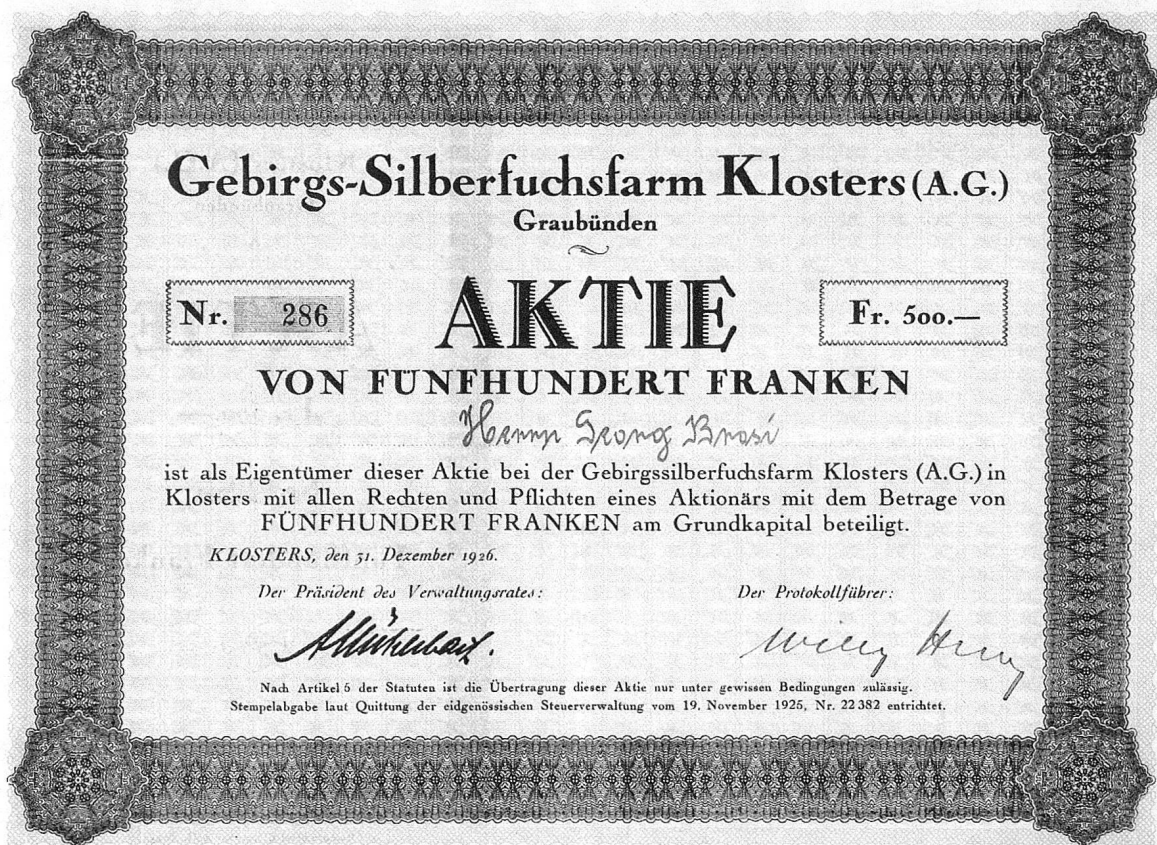 Gebirgs-Silberfuchsfarm Klosters (A.G.)
Graubünden
Nr. 286
AKTIE
Fr. 500.—
VON FÜNFHUNDERT FRANKEN
Herrn Georg Brosi
ist als Eigentümer dieser Aktie bei der Gebirgssilberfuchsfarm Klosters (A.G.) in
Klosters mit allen Rechten und Pflichten eines Aktionärs mit dem Betrage von
FÜNFHUNDERT FRANKEN am Grundkapital beteiligt.
KLOSTERS, den 31. Dezember 1926.
Der Präsident des Verwaltungsrates:
Der Protokollführer:
Willy
Nach Artikel 5 der Statuten ist die Übertragung dieser Aktie nur unter gewissen Bedingungen zulässig.
Stempelabgabe laut Quittung der eidgenössischen Steuerverwaltung vom 19. November 1925, Nr. 22382 entrichtet.